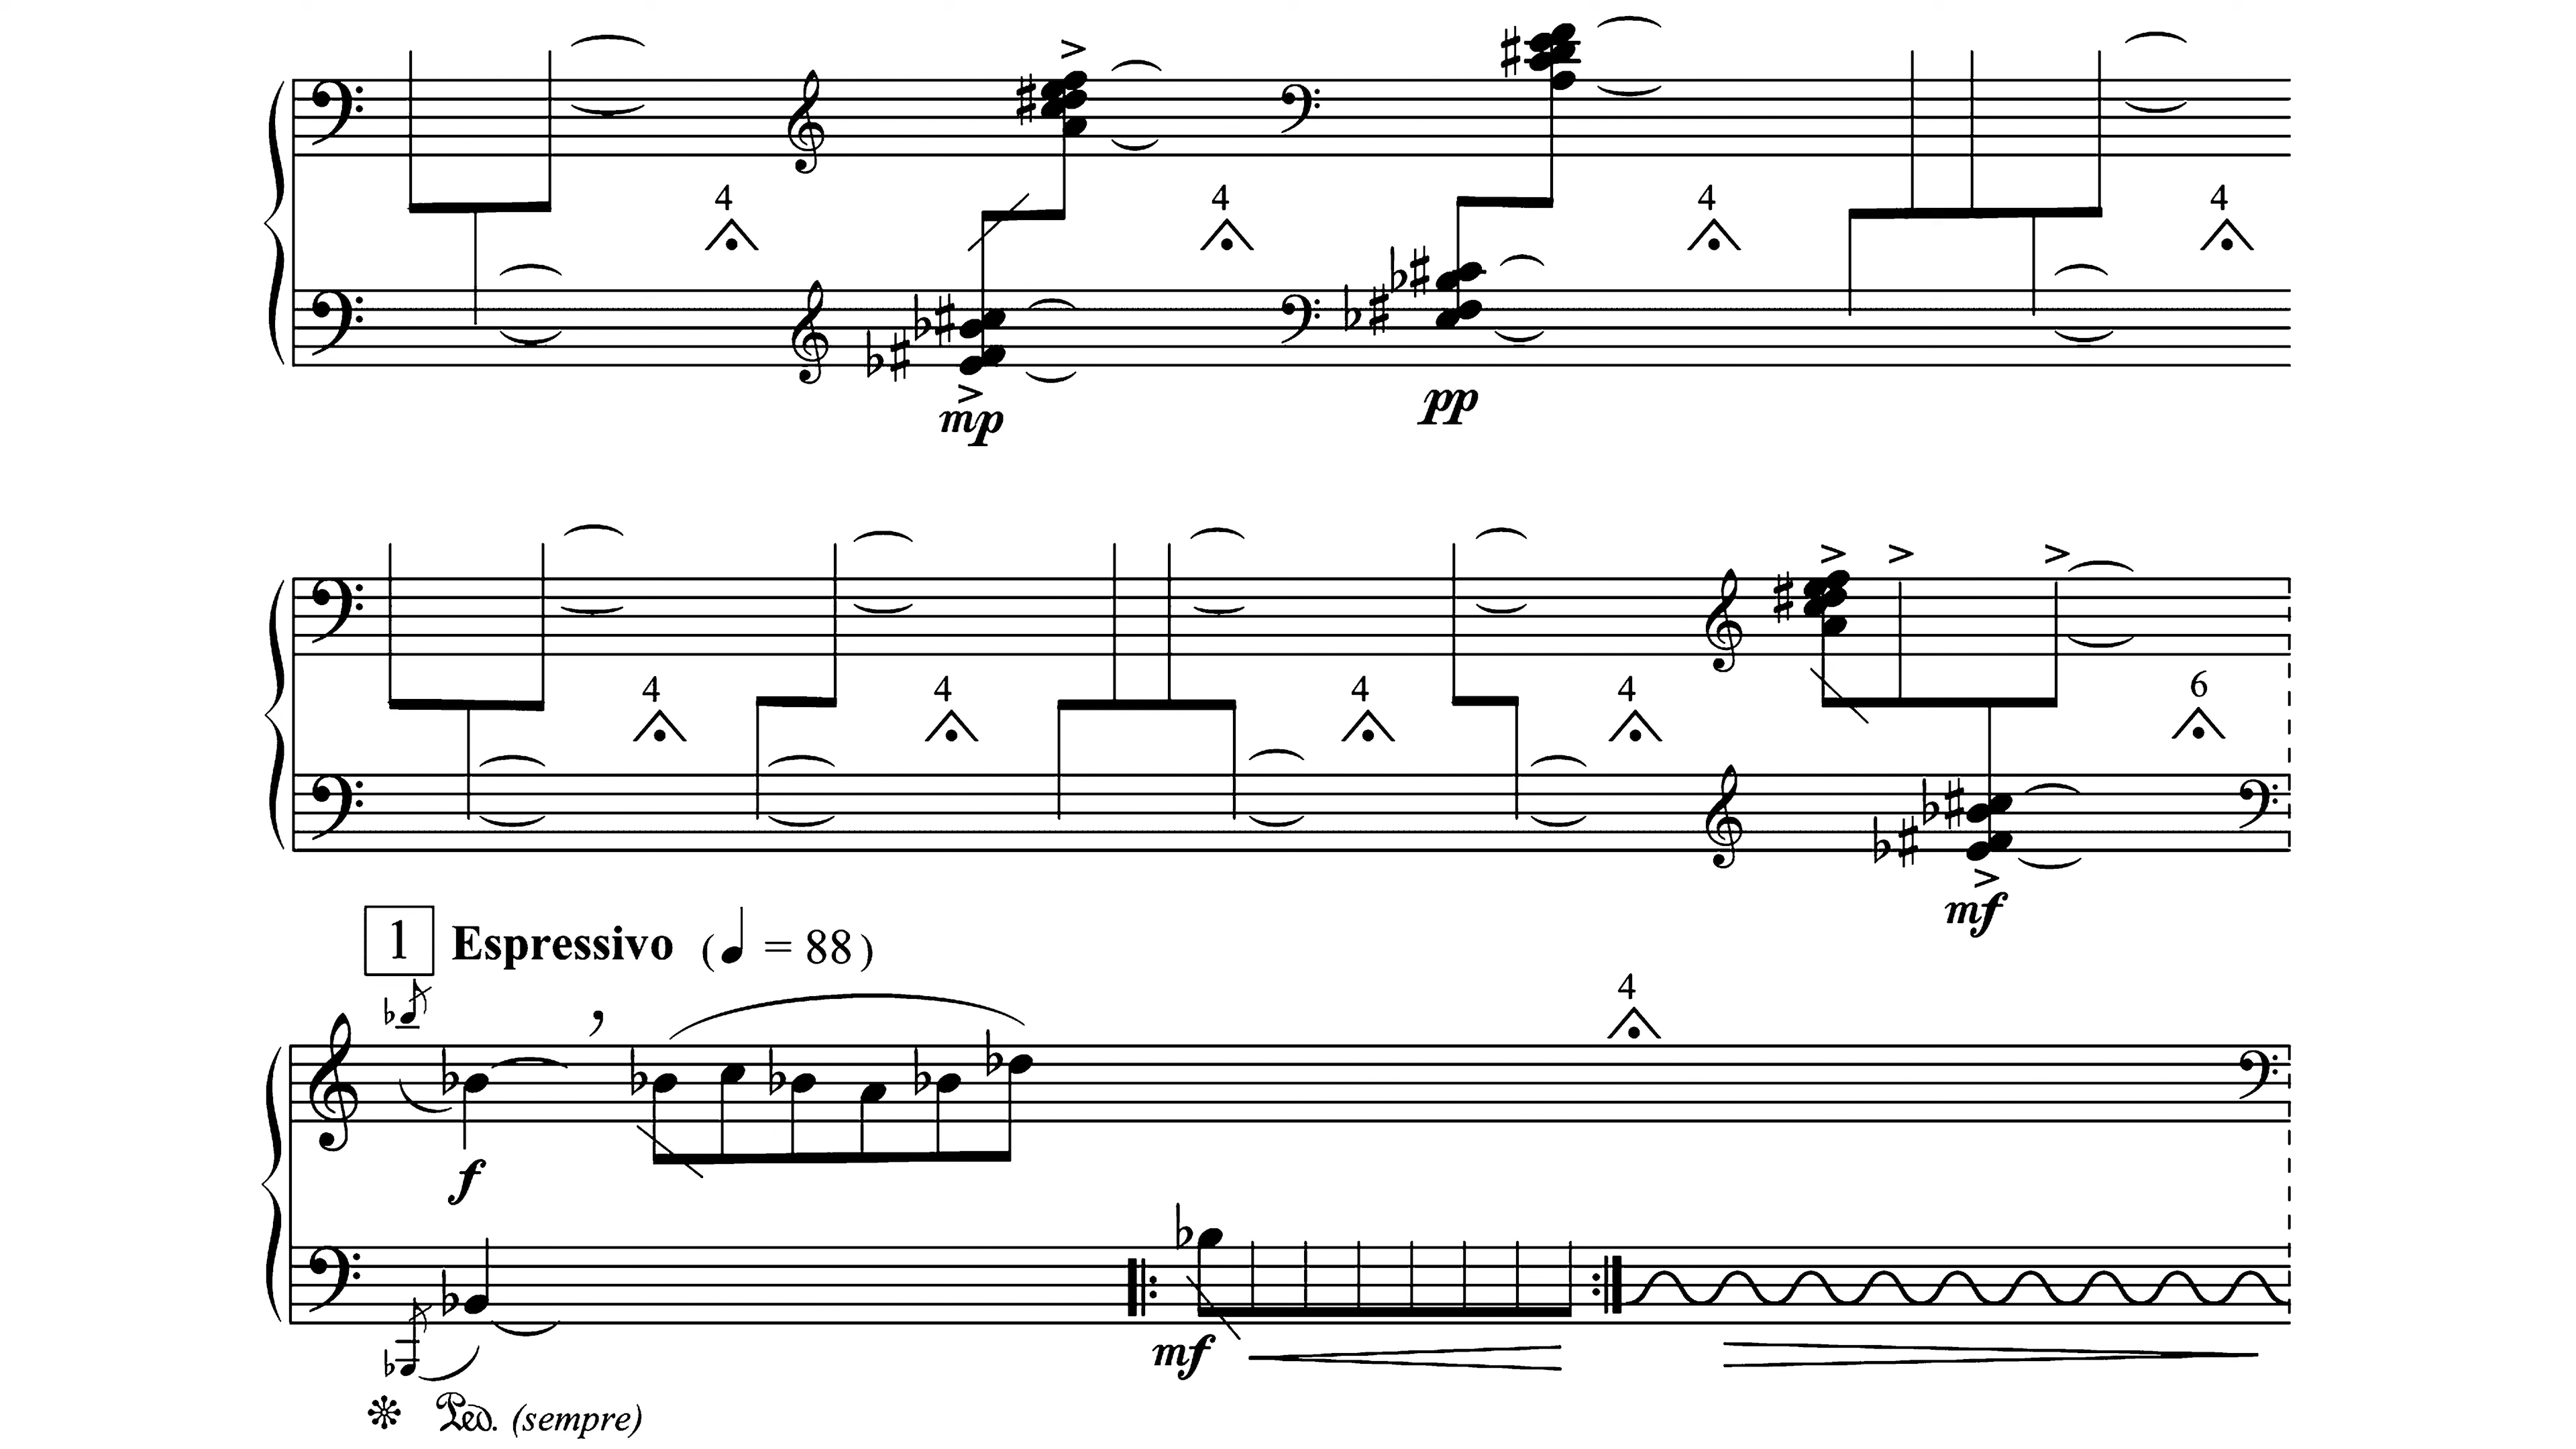 4 4 4 4
mp pp
4 4 4 4 6
mf
1 Espressivo (♩ = 88)
4
f
mf
Ped. (sempre)